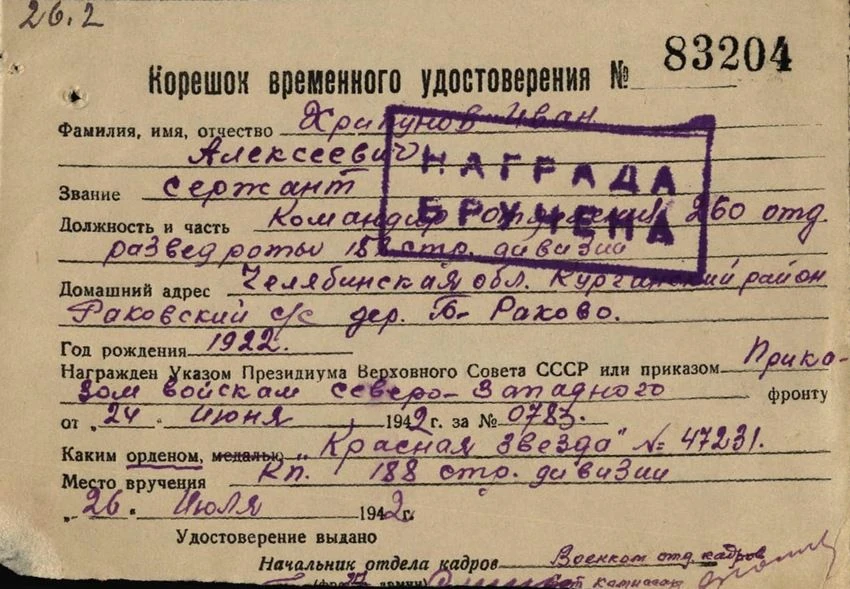 26.2
Корешок временного удостоверения № 83204
Фамилия, имя, отчество Хрипунов Иван
Алексеевич
НАГРАДА
ВРУЧЕНА
Звание сержант
Должность и часть Командир отделения 260 отд.
разведроты 188 стр. дивизии
Домашний адрес Челябинская обл. Курганский район
Раковский с/с дер. Б- Раково.
Год рождения 1922.
Награжден Указом Президиума Верховного Совета СССР или приказом Прика-
зом войскам северо-западного фронту
от „24 июня 1942 г. за № 0783.
Каким орденом, медалью „Красная звезда" № 47231.
Место вручения Кп. 188 стр. дивизии
„26" Июля 1942 г.
Удостоверение выдано
Начальник отдела кадров Военком отд. кадров
армии) комиссар